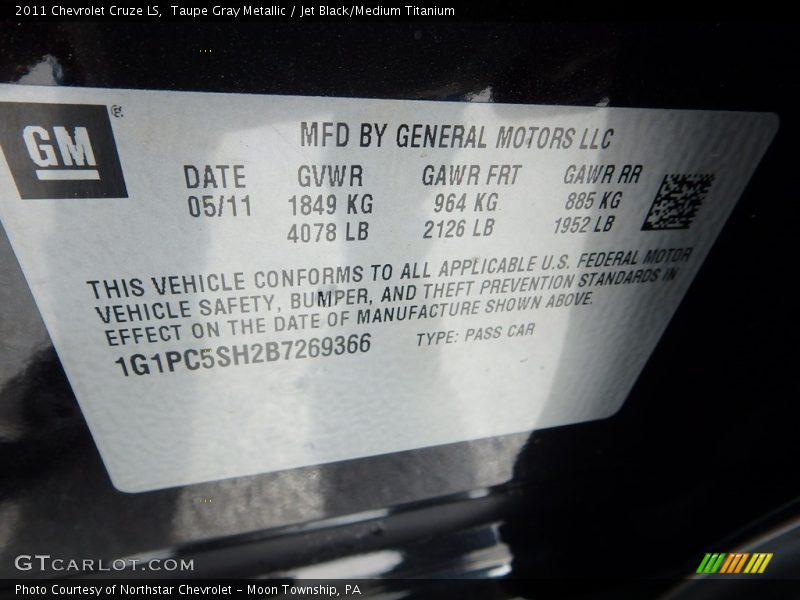 2011 Chevrolet Cruze LS,  Taupe Gray Metallic / Jet Black/Medium Titanium
GM®
MFD BY GENERAL MOTORS LLC
DATE GVWR GAWR FRT GAWR RR
05/11 1849 KG 964 KG 885 KG
4078 LB 2126 LB 1952 LB
THIS VEHICLE CONFORMS TO ALL APPLICABLE U.S. FEDERAL MOTOR
VEHICLE SAFETY, BUMPER, AND THEFT PREVENTION STANDARDS IN
EFFECT ON THE DATE OF MANUFACTURE SHOWN ABOVE.
1G1PC5SH2B7269366 TYPE: PASS CAR
GTCARLOT.COM
Photo Courtesy of Northstar Chevrolet - Moon Township, PA